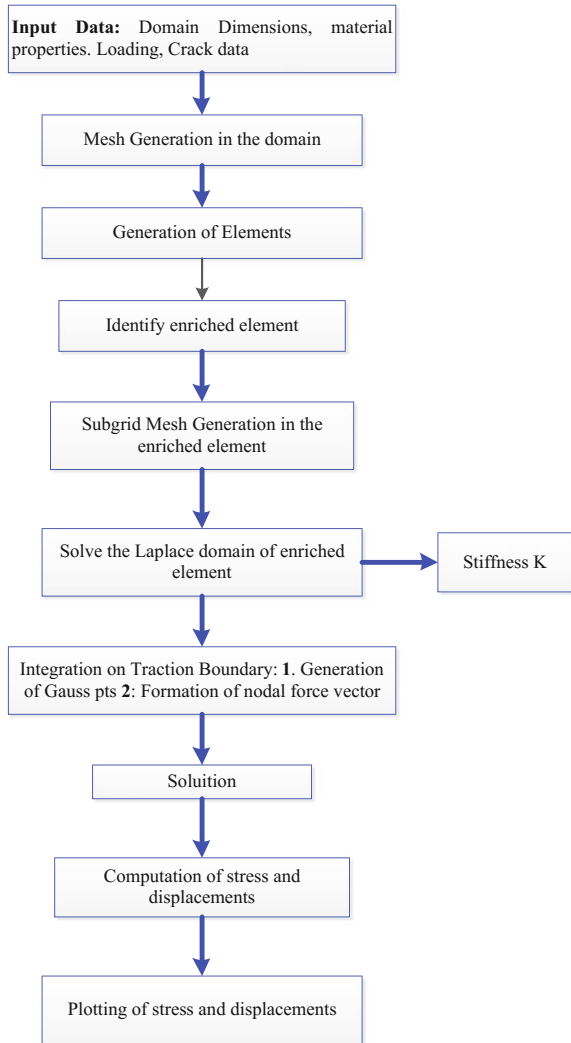 Input Data: Domain Dimensions, material
properties. Loading, Crack data
Mesh Generation in the domain
Generation of Elements
Identify enriched element
Subgrid Mesh Generation in the
enriched element
Solve the Laplace domain of enriched
element
Stiffness K
Integration on Traction Boundary: 1. Generation
of Gauss pts 2: Formation of nodal force vector
Soluition
Computation of stress and
displacements
Plotting of stress and displacements